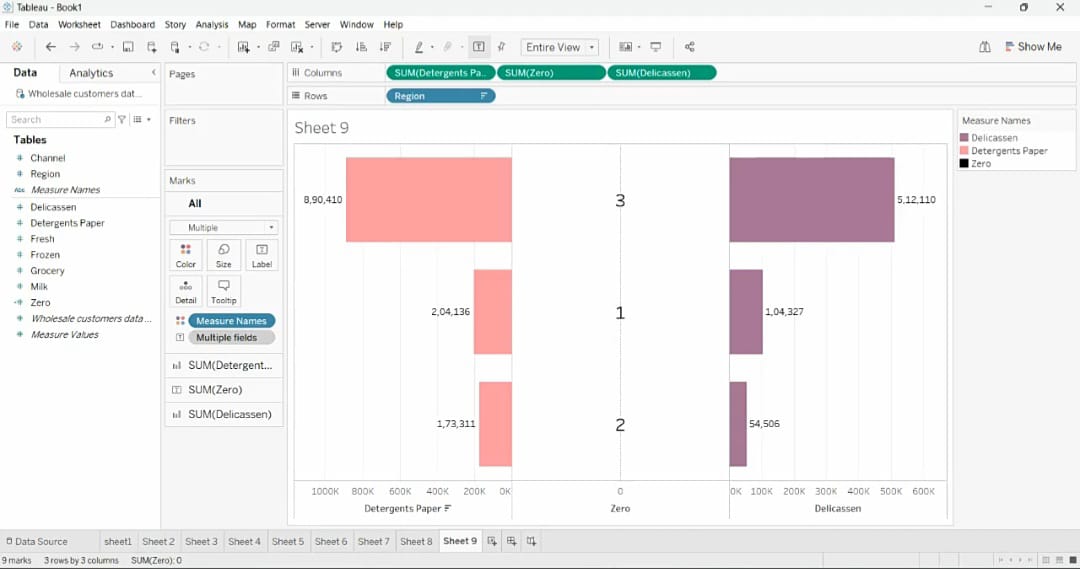 Tableau - Book1
File Data Worksheet Dashboard Story Analysis Map Format Server Window Help
Entire View
Show Me
Data Analytics
Wholesale customers dat...
Search
Tables
Channel
Region
Abc Measure Names
Delicassen
Detergents Paper
Fresh
Frozen
Grocery
Milk
Zero
Wholesale customers data ...
Measure Values
Pages
Filters
Marks
All
Multiple
Color Size Label
Detail Tooltip
Measure Names
Multiple fields
SUM(Detergent...
SUM(Zero)
SUM(Delicassen)
Columns SUM(Detergents Pa.. SUM(Zero) SUM(Delicassen)
Rows Region
Sheet 9
8,90,410 3 5,12,110
2,04,136 1 1,04,327
1,73,311 2 54,506
1000K 800K 600K 400K 200K 0K 0 0K 100K 200K 300K 400K 500K 600K
Detergents Paper Zero Delicassen
Measure Names
Delicassen
Detergents Paper
Zero
Data Source sheet1 Sheet 2 Sheet 3 Sheet 4 Sheet 5 Sheet 6 Sheet 7 Sheet 8 Sheet 9
9 marks 3 rows by 3 columns SUM(Zero): 0